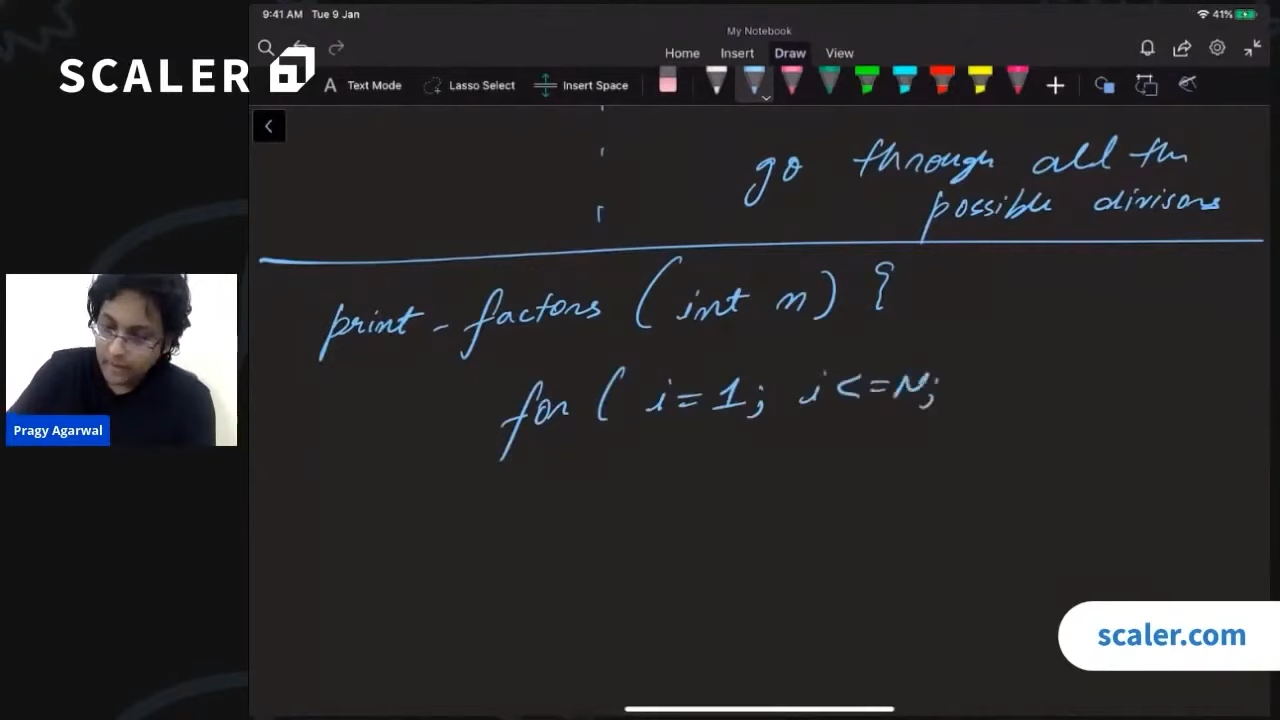 9:41 AM Tue 9 Jan
41%
My Notebook
Home Insert Draw View
SCALER
Text Mode
Lasso Select
Insert Space
go through all the
possible divisors
print-factors (int n) {
for ( i=1; i<=N;
Pragy Agarwal
scaler.com